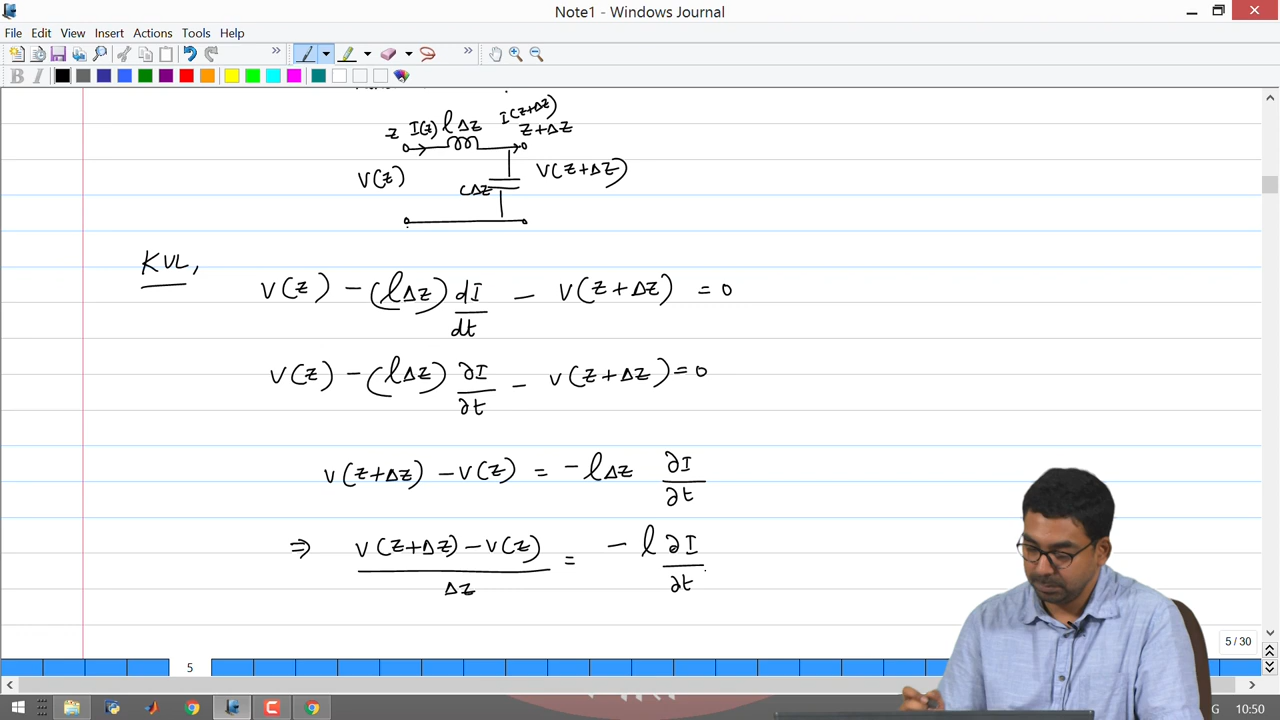 Note1 - Windows Journal
File Edit View Insert Actions Tools Help
B I
z I(z) lΔz I(z+Δz)
z+Δz
V(z) CΔz V(z+Δz)
KVL,
V(z) - (lΔz) dI/dt - V(z+Δz) = 0
V(z) - (lΔz) ∂I/∂t - V(z+Δz) = 0
V(z+Δz) - V(z) = - lΔz ∂I/∂t
⇒ V(z+Δz) - V(z) / Δz = - l ∂I/∂t
5 / 30
5
G 10:50